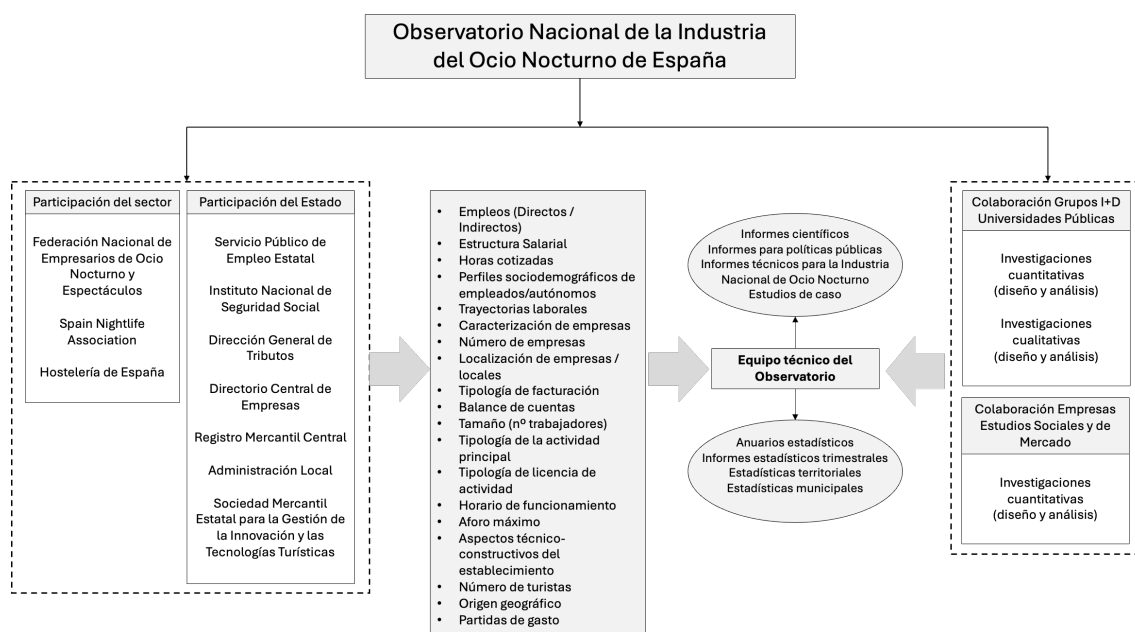 Observatorio Nacional de la Industria
del Ocio Nocturno de España
Participación del sector
Federación Nacional de
Empresarios de Ocio
Nocturno y
Espectáculos
Spain Nightlife
Association
Hostelería de España
Participación del Estado
Servicio Público de
Empleo Estatal
Instituto Nacional de
Seguridad Social
Dirección General de
Tributos
Directorio Central de
Empresas
Registro Mercantil Central
Administración Local
Sociedad Mercantil
Estatal para la Gestión de
la Innovación y las
Tecnologías Turísticas
• Empleos (Directos /
Indirectos)
• Estructura Salarial
• Horas cotizadas
• Perfiles sociodemográficos de
empleados/autónomos
• Trayectorias laborales
• Caracterización de empresas
• Número de empresas
• Localización de empresas /
locales
• Tipología de facturación
• Balance de cuentas
• Tamaño (nº trabajadores)
• Tipología de la actividad
principal
• Tipología de licencia de
actividad
• Horario de funcionamiento
• Aforo máximo
• Aspectos técnico-
constructivos del
establecimiento
• Número de turistas
• Origen geográfico
• Partidas de gasto
Informes científicos
Informes para políticas públicas
Informes técnicos para la Industria
Nacional de Ocio Nocturno
Estudios de caso
Equipo técnico del
Observatorio
Anuarios estadísticos
Informes estadísticos trimestrales
Estadísticas territoriales
Estadísticas municipales
Colaboración Grupos I+D
Universidades Públicas
Investigaciones
cuantitativas
(diseño y análisis)
Investigaciones
cualitativas
(diseño y análisis)
Colaboración Empresas
Estudios Sociales y de
Mercado
Investigaciones
cuantitativas
(diseño y análisis)